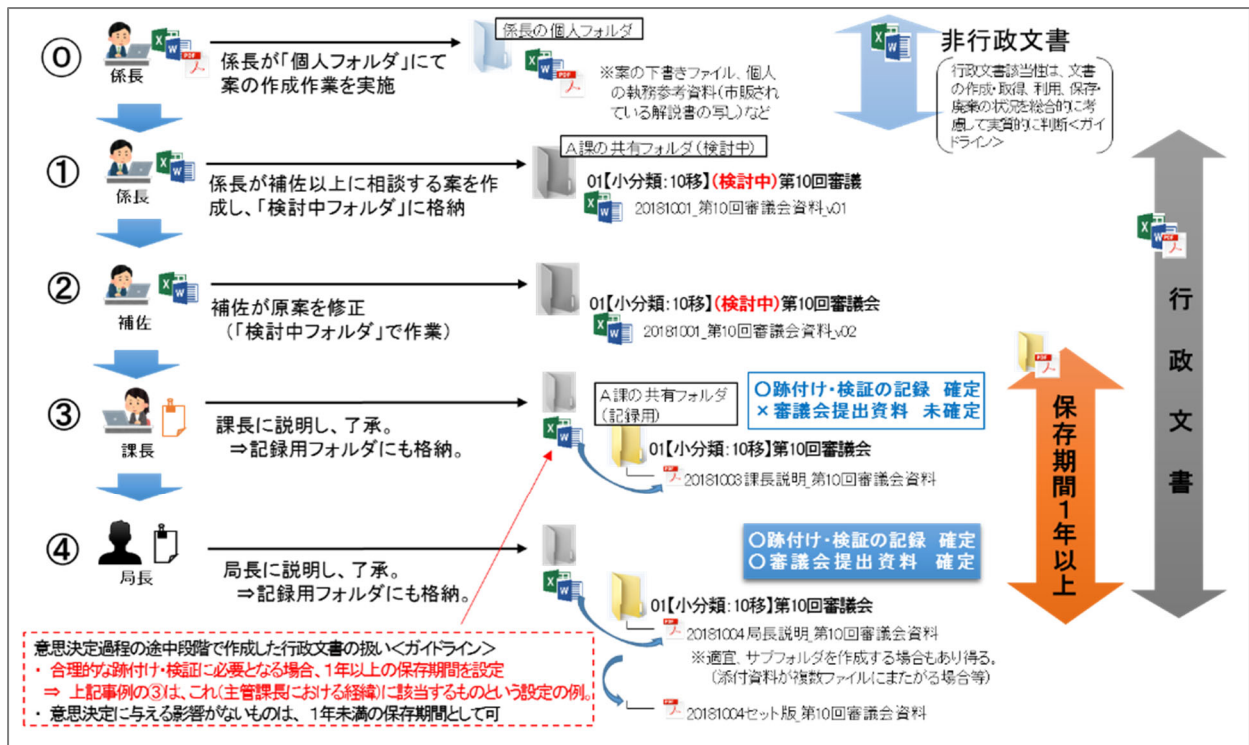 ⓪
係長
係長が「個人フォルダ」にて
案の作成作業を実施
係長の個人フォルダ
※案の下書きファイル、個人
の執務参考資料(市販され
ている解説書の写し)など
非行政文書
行政文書該当性は、文書
の作成・取得、利用、保存・
廃棄の状況を総合的に考
慮して実質的に判断<ガイ
ドライン>
①
係長
係長が補佐以上に相談する案を作
成し、「検討中フォルダ」に格納
A課の共有フォルダ(検討中)
01【小分類:10移】(検討中)第10回審議
20181001_第10回審議会資料_v01
②
補佐
補佐が原案を修正
(「検討中フォルダ」で作業)
01【小分類:10移】(検討中)第10回審議会
20181001_第10回審議会資料_v02
③
課長
課長に説明し、了承。
⇒記録用フォルダにも格納。
A課の共有フォルダ
(記録用)
〇跡付け・検証の記録 確定
×審議会提出資料 未確定
01【小分類:10移】第10回審議会
20181003課長説明_第10回審議会資料
④
局長
局長に説明し、了承。
⇒記録用フォルダにも格納。
〇跡付け・検証の記録 確定
〇審議会提出資料 確定
01【小分類:10移】第10回審議会
20181004局長説明_第10回審議会資料
※適宜、サブフォルダを作成する場合もあり得る。
(添付資料が複数ファイルにまたがる場合等)
20181004セット版_第10回審議会資料
保存期間1年以上
行政文書
意思決定過程の途中段階で作成した行政文書の扱い<ガイドライン>
・ 合理的な跡付け・検証に必要となる場合、1年以上の保存期間を設定
⇒ 上記事例の③は、これ(主管課長における経緯)に該当するものという設定の例。
・ 意思決定に与える影響がないものは、1年未満の保存期間として可